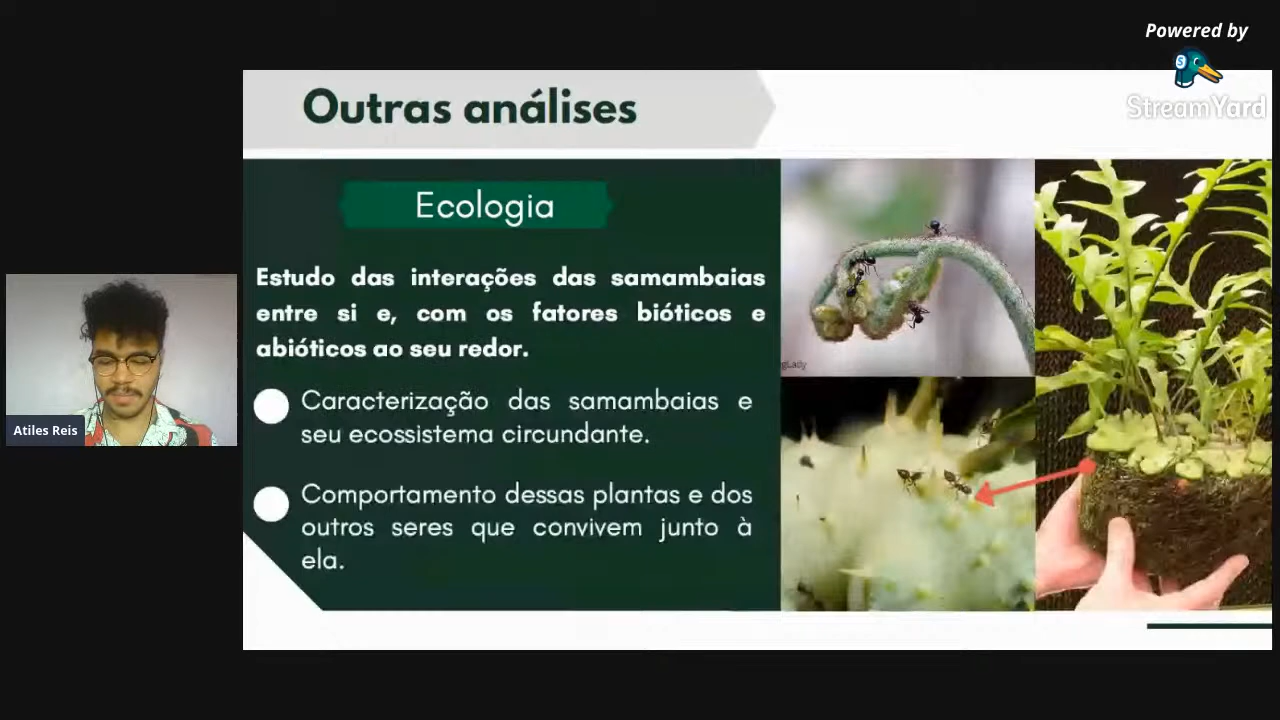 Powered by
StreamYard
Outras análises
Ecologia
Estudo das interações das samambaias
entre si e, com os fatores bióticos e
abióticos ao seu redor.
Caracterização das samambaias e
seu ecossistema circundante.
Comportamento dessas plantas e dos
outros seres que convivem junto à
ela.
Atiles Reis